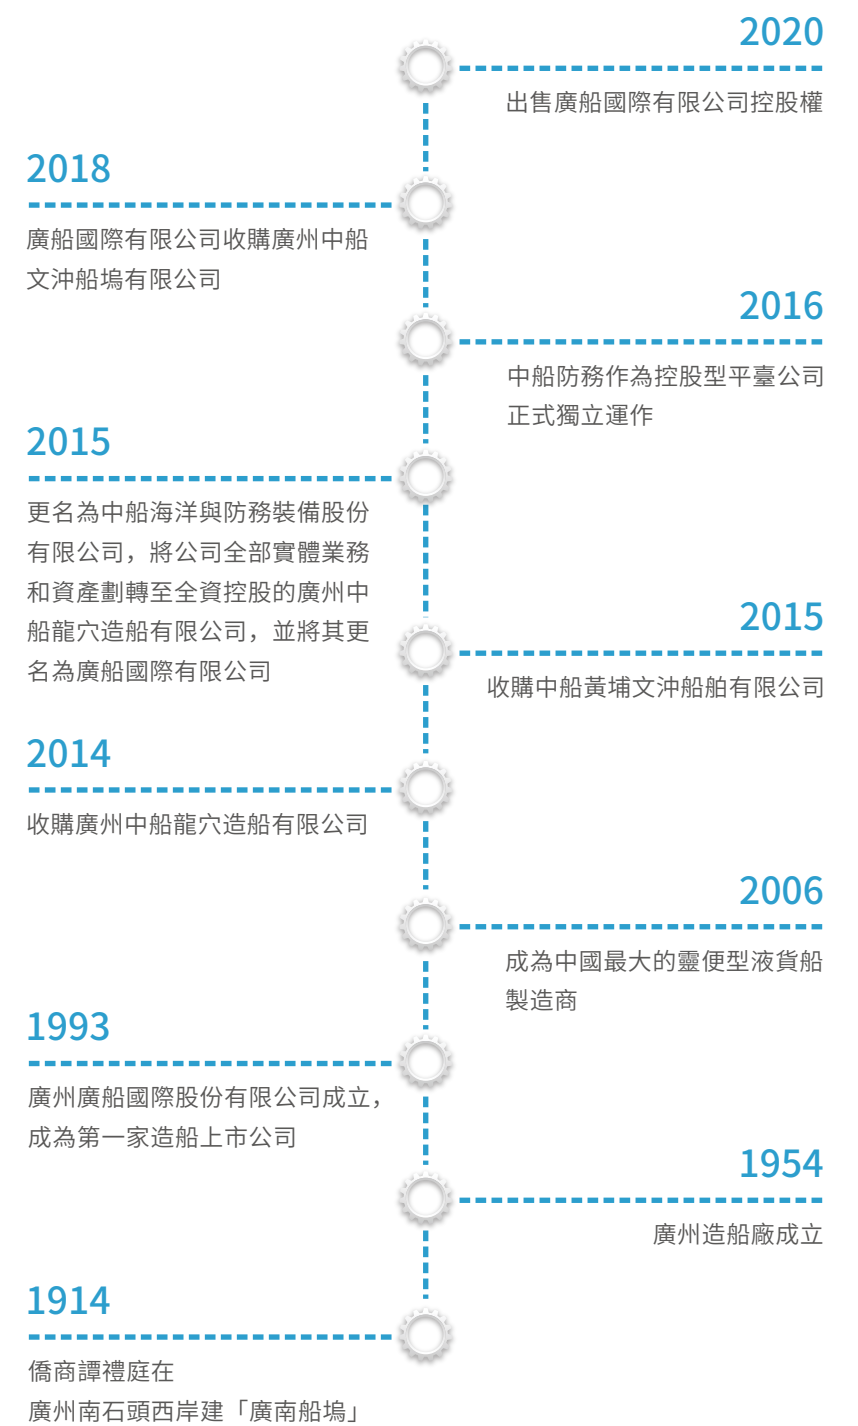 2020
出售廣船國際有限公司控股權
2018
廣船國際有限公司收購廣州中船
文沖船塢有限公司
2016
中船防務作為控股型平臺公司
正式獨立運作
2015
更名為中船海洋與防務裝備股份
有限公司，將公司全部實體業務
和資產劃轉至全資控股的廣州中
船龍穴造船有限公司，並將其更
名為廣船國際有限公司
2015
收購中船黃埔文沖船舶有限公司
2014
收購廣州中船龍穴造船有限公司
2006
成為中國最大的靈便型液貨船
製造商
1993
廣州廣船國際股份有限公司成立，
成為第一家造船上市公司
1954
廣州造船廠成立
1914
僑商譚禮庭在
廣州南石頭西岸建「廣南船塢」